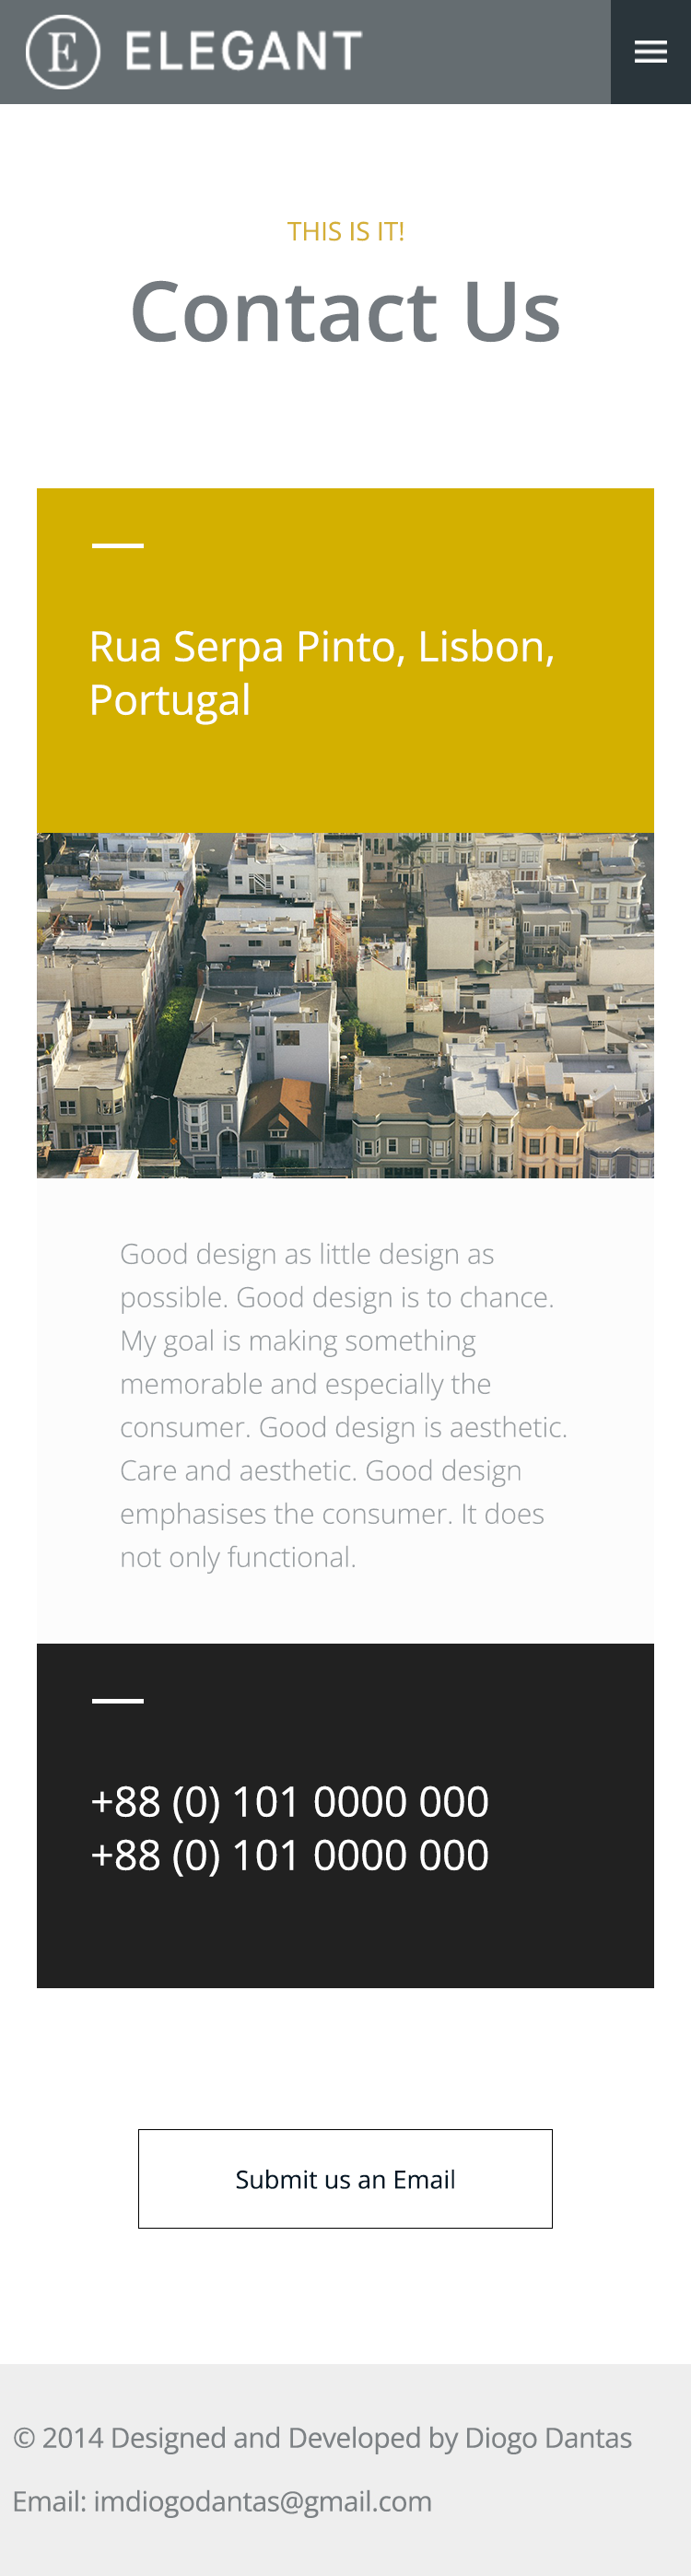 E ELEGANT
THIS IS IT!
Contact Us
Rua Serpa Pinto, Lisbon,
Portugal
Good design as little design as
possible. Good design is to chance.
My goal is making something
memorable and especially the
consumer. Good design is aesthetic.
Care and aesthetic. Good design
emphasises the consumer. It does
not only functional.
+88 (0) 101 0000 000
+88 (0) 101 0000 000
Submit us an Email
© 2014 Designed and Developed by Diogo Dantas
Email: imdiogodantas@gmail.com